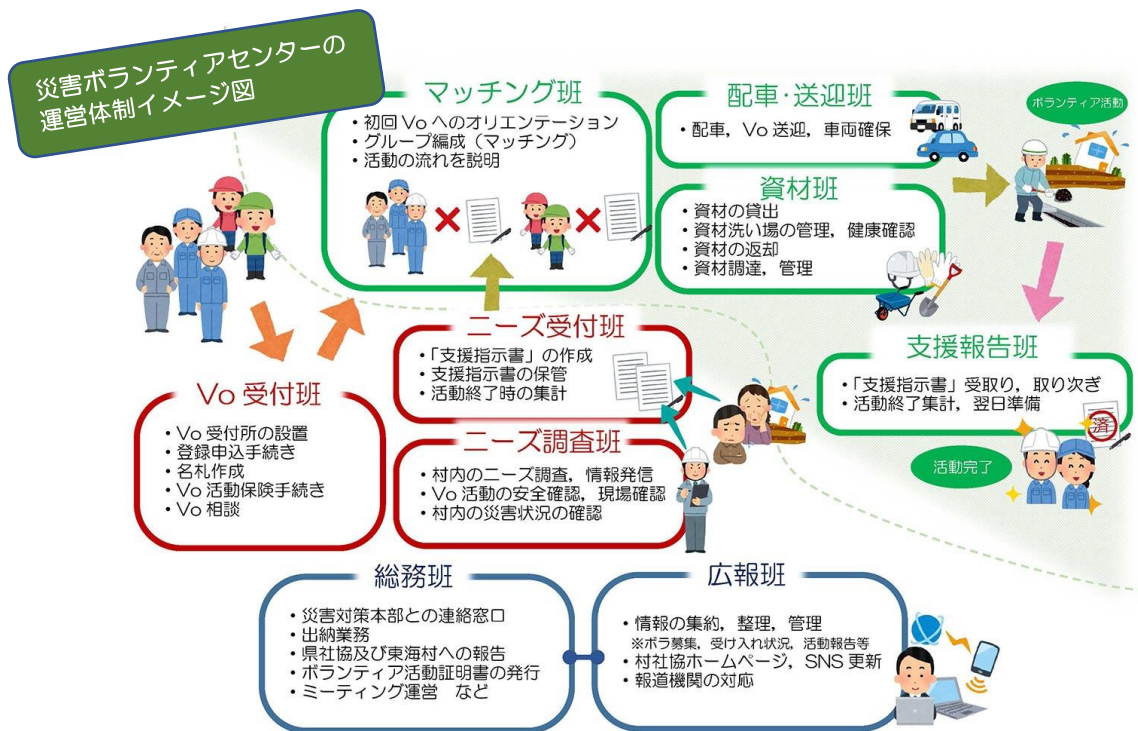 災害ボランティアセンターの
運営体制イメージ図
マッチング班
・初回Voへのオリエンテーション
・グループ編成（マッチング）
・活動の流れを説明
配車・送迎班
・配車，Vo送迎，車両確保
ボランティア活動
資材班
・資材の貸出
・資材洗い場の管理，健康確認
・資材の返却
・資材調達，管理
ニーズ受付班
・「支援指示書」の作成
・支援指示書の保管
・活動終了時の集計
支援報告班
・「支援指示書」受取り，取り次ぎ
・活動終了集計，翌日準備
済
活動完了
Vo受付班
・Vo受付所の設置
・登録申込手続き
・名札作成
・Vo活動保険手続き
・Vo相談
ニーズ調査班
・村内のニーズ調査，情報発信
・Vo活動の安全確認，現場確認
・村内の災害状況の確認
総務班
・災害対策本部との連絡窓口
・出納業務
・県社協及び東海村への報告
・ボランティア活動証明書の発行
・ミーティング運営　など
広報班
・情報の集約，整理，管理
※ボラ募集，受け入れ状況，活動報告等
・村社協ホームページ，SNS更新
・報道機関の対応